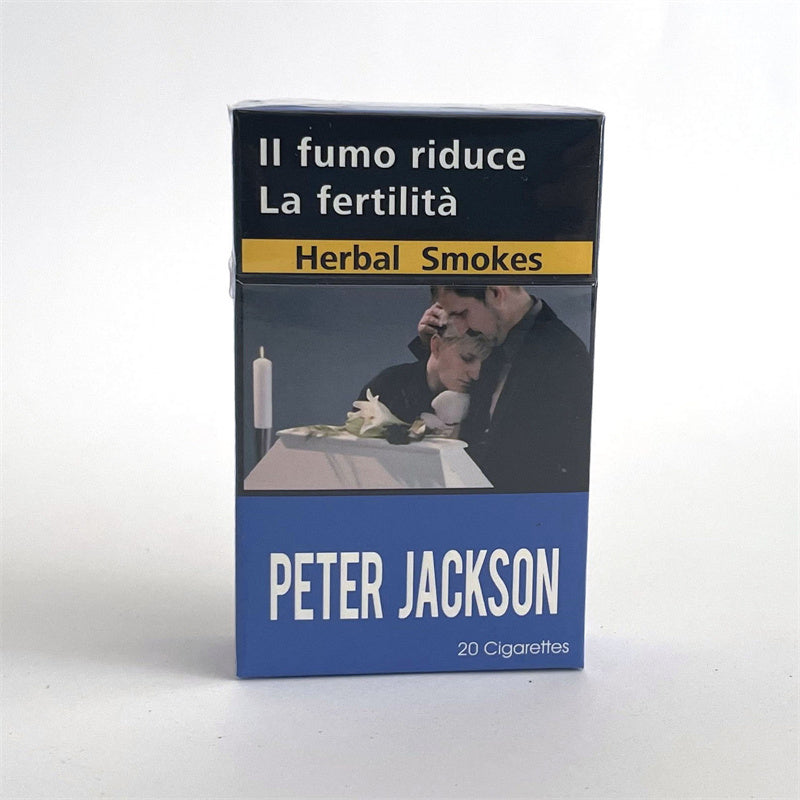 Il fumo riduce
La fertilità
Herbal Smokes
PETER JACKSON
20 Cigarettes